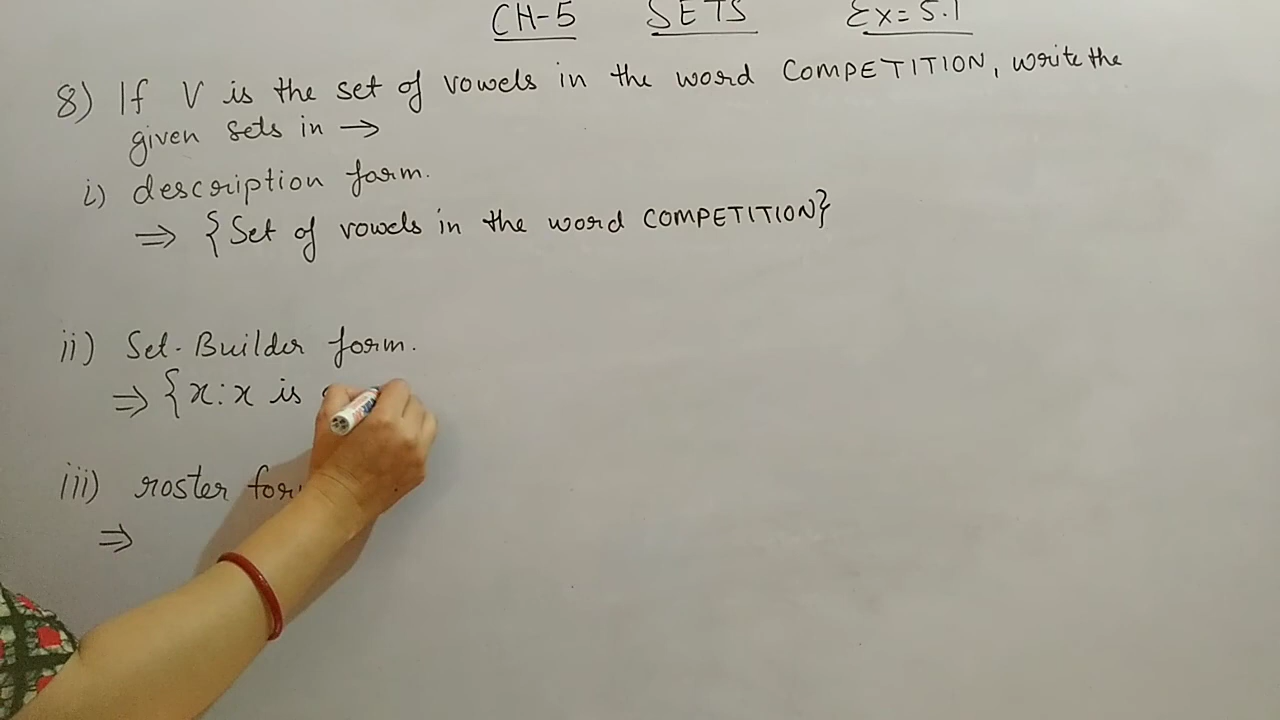 CH-5 SETS Ex = 5.1
8) If V is the set of vowels in the word COMPETITION, write the
given sets in →
i) description form.
⇒ {Set of vowels in the word COMPETITION}
ii) Set-Builder form.
⇒ {x:x is
iii) roster
⇒